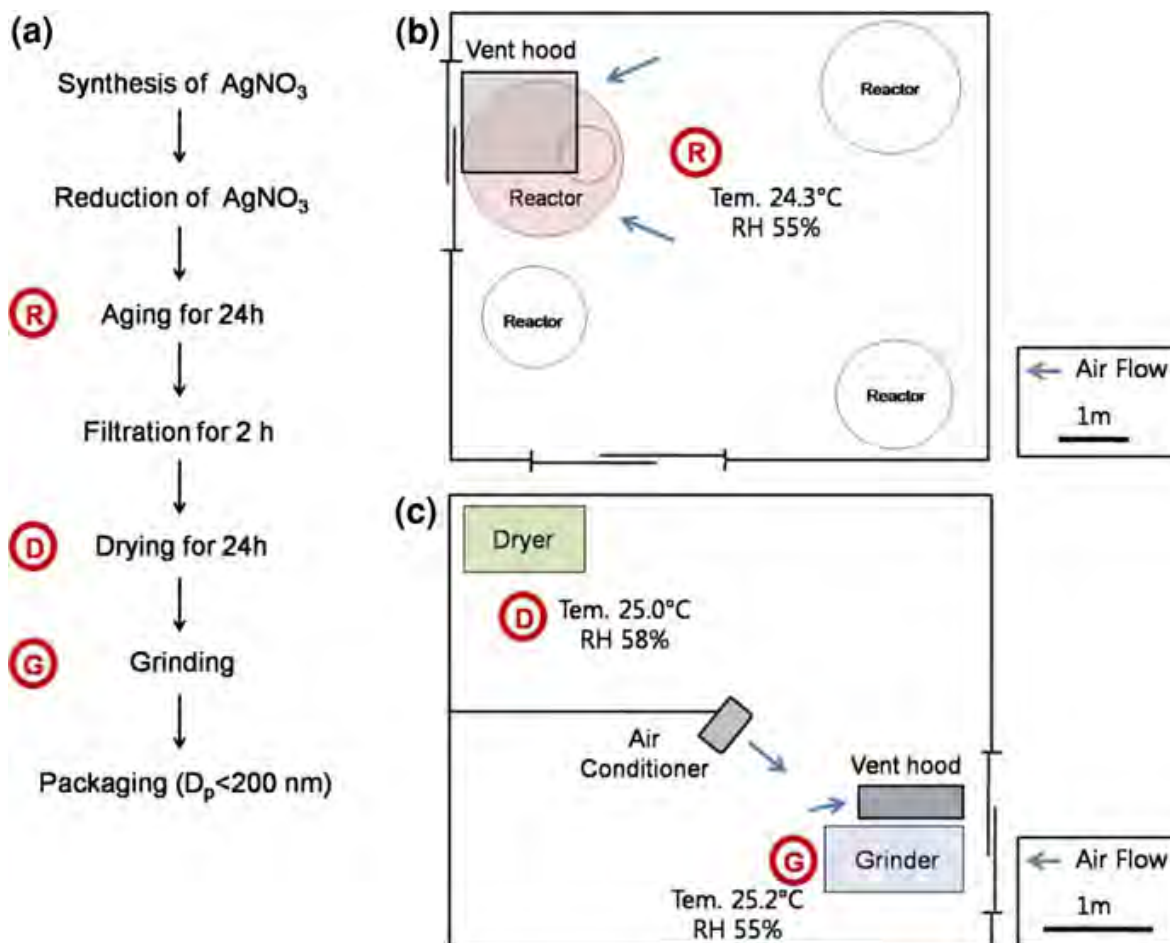 (a)
Synthesis of AgNO₃
Reduction of AgNO₃
R
Aging for 24h
Filtration for 2 h
D
Drying for 24h
G
Grinding
Packaging (Dₚ<200 nm)
(b)
Vent hood
Reactor
Reactor
R
Tem. 24.3°C
RH 55%
Reactor
Reactor
Air Flow
1m
(c)
Dryer
D
Tem. 25.0°C
RH 58%
Air
Conditioner
Vent hood
G
Grinder
Tem. 25.2°C
RH 55%
Air Flow
1m